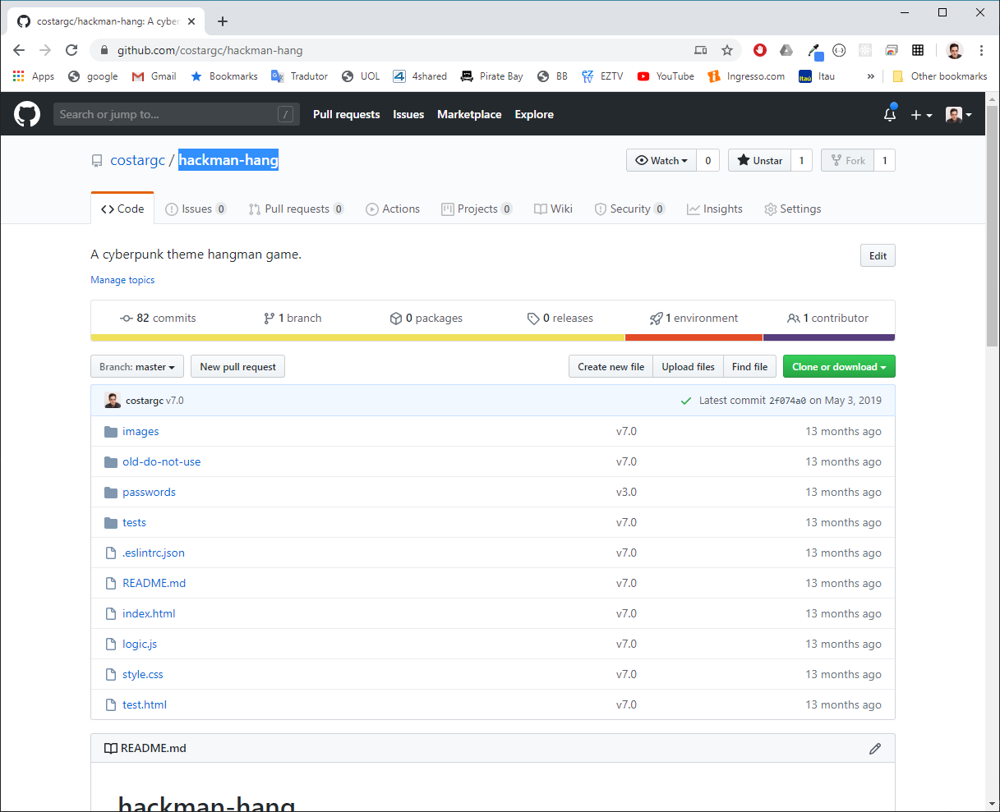 costargc/hackman-hang: A cyber
github.com/costargc/hackman-hang
Apps google Gmail Bookmarks Tradutor UOL 4shared Pirate Bay BB EZTV YouTube Ingresso.com Itau » Other bookmarks
Search or jump to... / Pull requests Issues Marketplace Explore
costargc / hackman-hang Watch 0 Unstar 1 Fork 1
Code Issues 0 Pull requests 0 Actions Projects 0 Wiki Security 0 Insights Settings
A cyberpunk theme hangman game. Edit
Manage topics
82 commits 1 branch 0 packages 0 releases 1 environment 1 contributor
Branch: master New pull request Create new file Upload files Find file Clone or download
costargc v7.0 Latest commit 2f074a0 on May 3, 2019
images v7.0 13 months ago
old-do-not-use v7.0 13 months ago
passwords v3.0 13 months ago
tests v7.0 13 months ago
.eslintrc.json v7.0 13 months ago
README.md v7.0 13 months ago
index.html v7.0 13 months ago
logic.js v7.0 13 months ago
style.css v7.0 13 months ago
test.html v7.0 13 months ago
README.md
hackman-hang